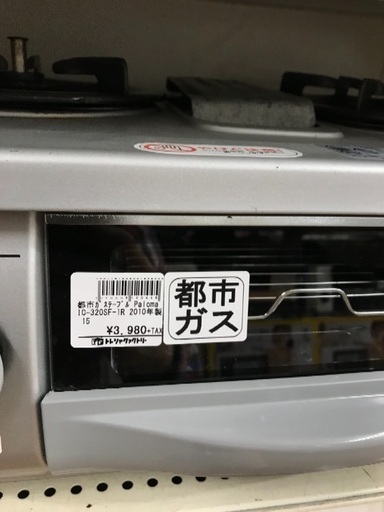 都市ガステーブル Paloma
IC-320SF-1R 2010年製
15
¥3,980+TAX
トレジャーファクトリー
都市
ガス